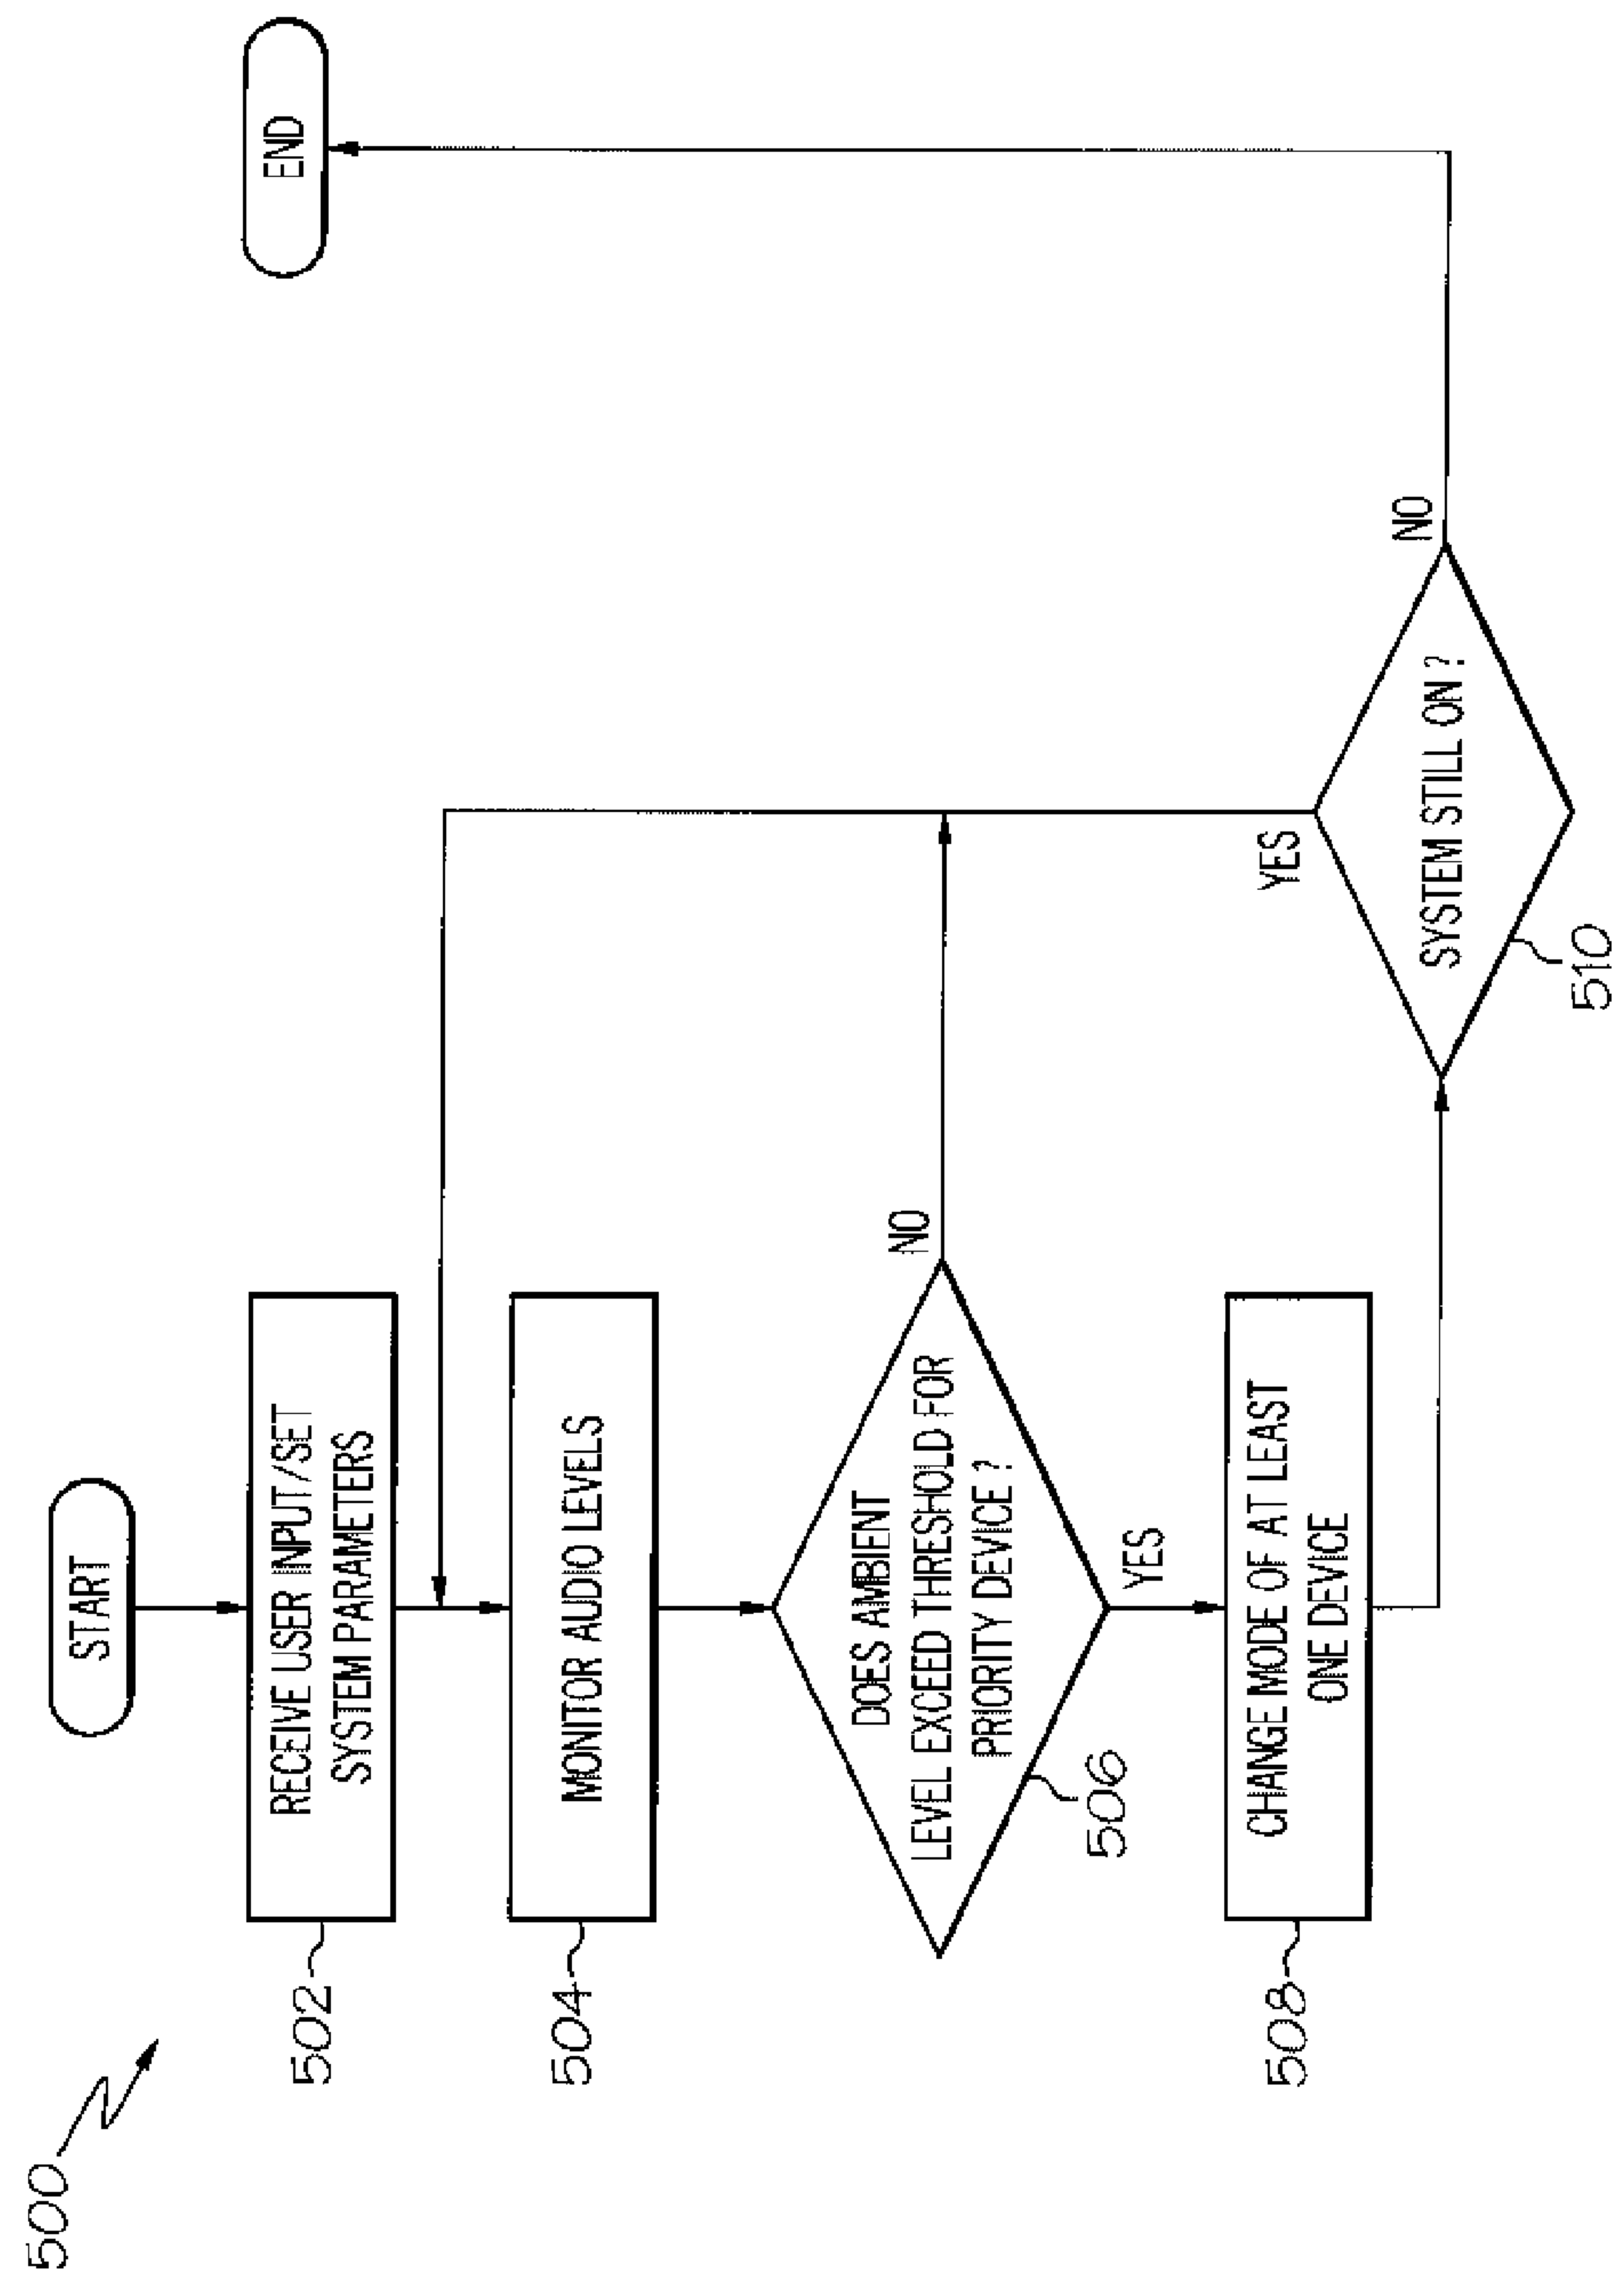 500
START
502
RECEIVE USER INPUT/SET
SYSTEM PARAMETERS
504
MONITOR AUDIO LEVELS
DOES AMBIENT
LEVEL EXCEED THRESHOLD FOR
PRIORITY DEVICE ?
506
NO
YES
508
CHANGE MODE OF AT LEAST
ONE DEVICE
YES
SYSTEM STILL ON ?
510
NO
END